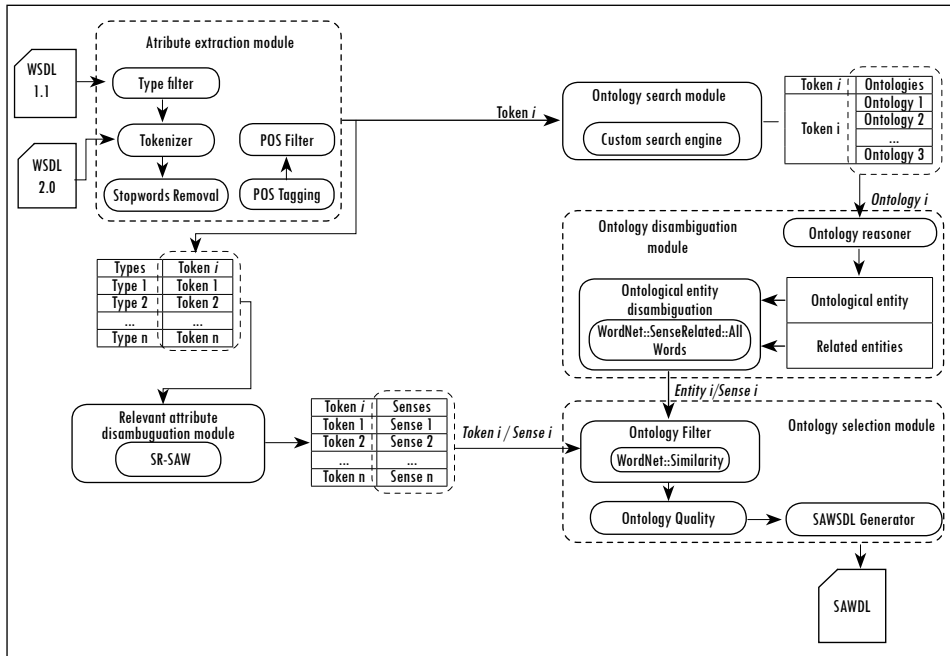 Atribute extraction module
WSDL
1.1
Type filter
Tokenizer
POS Filter
WSDL
2.0
Stopwords Removal
POS Tagging
Token i
Ontology search module
Custom search engine
Token i Ontologies
Token i
Ontology 1
Ontology 2
...
Ontology 3
Ontology i
Ontology disambiguation
module
Ontology reasoner
Ontological entity
disambiguation
WordNet::SenseRelated::All
Words
Ontological entity
Related entities
Types Token i
Type 1 Token 1
Type 2 Token 2
... ...
Type n Token n
Entity i/Sense i
Relevant attribute
disambuguation module
SR-SAW
Token i Senses
Token 1 Sense 1
Token 2 Sense 2
... ...
Token n Sense n
Token i / Sense i
Ontology selection module
Ontology Filter
WordNet::Similarity
Ontology Quality
SAWSDL Generator
SAWDL